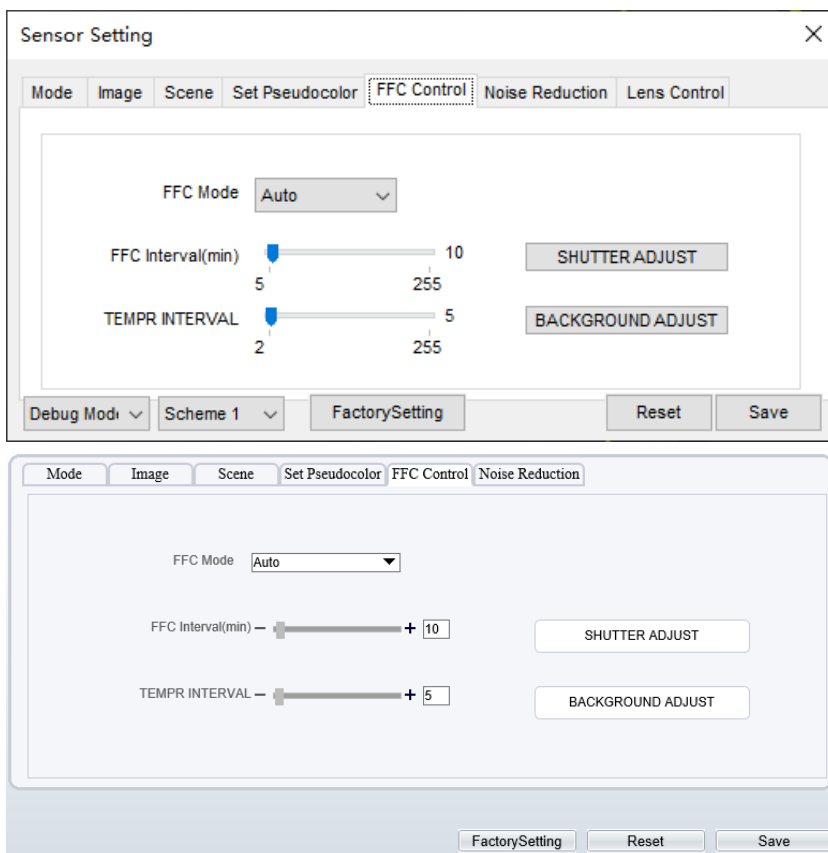 Sensor Setting
Mode Image Scene Set Pseudocolor FFC Control Noise Reduction Lens Control
FFC Mode Auto
FFC Interval(min) 10 SHUTTER ADJUST
5 255
TEMPR INTERVAL 5 BACKGROUND ADJUST
2 255
Debug Mod Scheme 1 FactorySetting Reset Save
Mode Image Scene Set Pseudocolor FFC Control Noise Reduction
FFC Mode Auto
FFC Interval(min) 10 SHUTTER ADJUST
TEMPR INTERVAL 5 BACKGROUND ADJUST
FactorySetting Reset Save